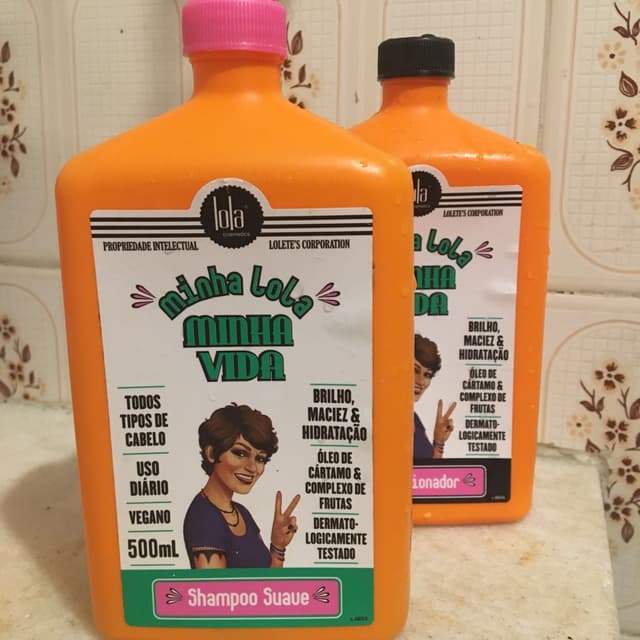 lola
COSMETICS
PROPRIEDADE INTELECTUAL
LOLETE'S CORPORATION
minha lola
MINHA
VIDA
TODOS
TIPOS DE
CABELO
USO
DIÁRIO
VEGANO
500mL
BRILHO,
MACIEZ &
HIDRATAÇÃO
ÓLEO DE
CÁRTAMO &
COMPLEXO DE
FRUTAS
DERMATO-
LOGICAMENTE
TESTADO
Shampoo Suave
lola
LOLETE'S CORPORATION
lola
BRILHO,
MACIEZ &
HIDRATAÇÃO
ÓLEO DE
CÁRTAMO &
COMPLEXO DE
FRUTAS
DERMATO-
LOGICAMENTE
TESTADO
ionador